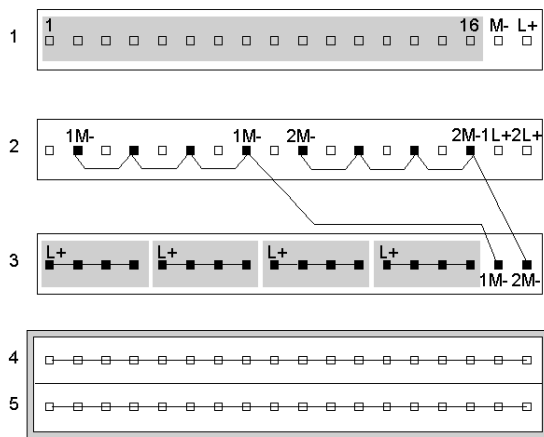 1 1 16 M- L+
2 1M- 1M- 2M- 2M- 1L+ 2L+
3 L+ L+ L+ L+ 1M- 2M-
4
5